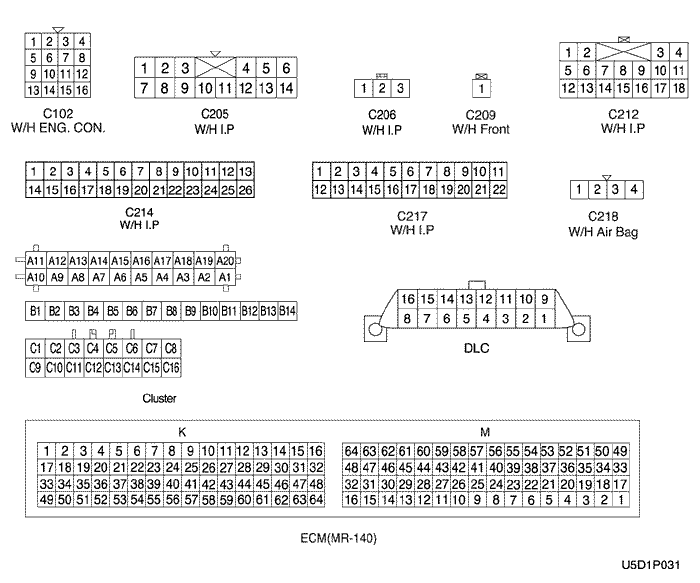 1 2 3 4
5 6 7 8
9 10 11 12
13 14 15 16
C102
W/H ENG. CON.
1 2 3 4 5 6
7 8 9 10 11 12 13 14
C205
W/H I.P
1 2 3
C206
W/H I.P
1
C209
W/H Front
1 2 3 4
5 6 7 8 9 10 11
12 13 14 15 16 17 18
C212
W/H I.P
1 2 3 4 5 6 7 8 9 10 11 12 13
14 15 16 17 18 19 20 21 22 23 24 25 26
C214
W/H I.P
1 2 3 4 5 6 7 8 9 10 11
12 13 14 15 16 17 18 19 20 21 22
C217
W/H I.P
1 2 3 4
C218
W/H Air Bag
A11 A12 A13 A14 A15 A16 A17 A18 A19 A20
A10 A9 A8 A7 A6 A5 A4 A3 A2 A1
B1 B2 B3 B4 B5 B6 B7 B8 B9 B10 B11 B12 B13 B14
C1 C2 C3 C4 C5 C6 C7 C8
C9 C10 C11 C12 C13 C14 C15 C16
Cluster
16 15 14 13 12 11 10 9
8 7 6 5 4 3 2 1
DLC
K
1 2 3 4 5 6 7 8 9 10 11 12 13 14 15 16
17 18 19 20 21 22 23 24 25 26 27 28 29 30 31 32
33 34 35 36 37 38 39 40 41 42 43 44 45 46 47 48
49 50 51 52 53 54 55 56 57 58 59 60 61 62 63 64
M
64 63 62 61 60 59 58 57 56 55 54 53 52 51 50 49
48 47 46 45 44 43 42 41 40 39 38 37 36 35 34 33
32 31 30 29 28 27 26 25 24 23 22 21 20 19 18 17
16 15 14 13 12 11 10 9 8 7 6 5 4 3 2 1
ECM(MR-140)
U5D1P031